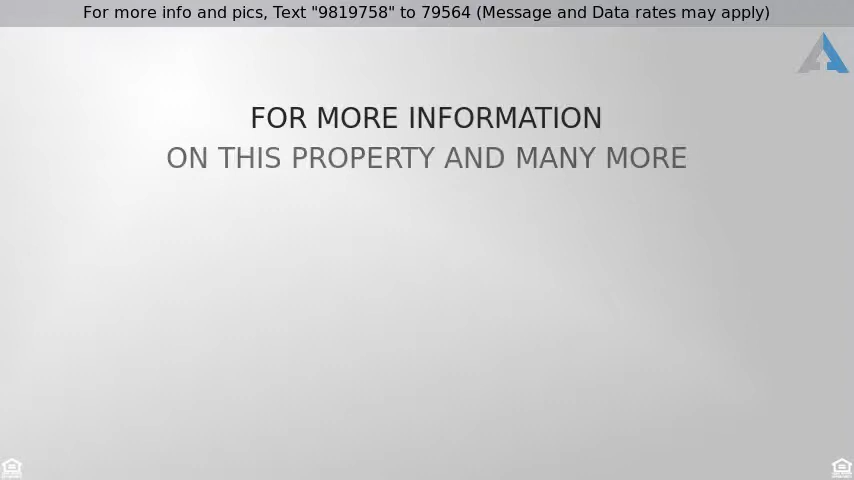 For more info and pics, Text "9819758" to 79564 (Message and Data rates may apply)
FOR MORE INFORMATION
ON THIS PROPERTY AND MANY MORE